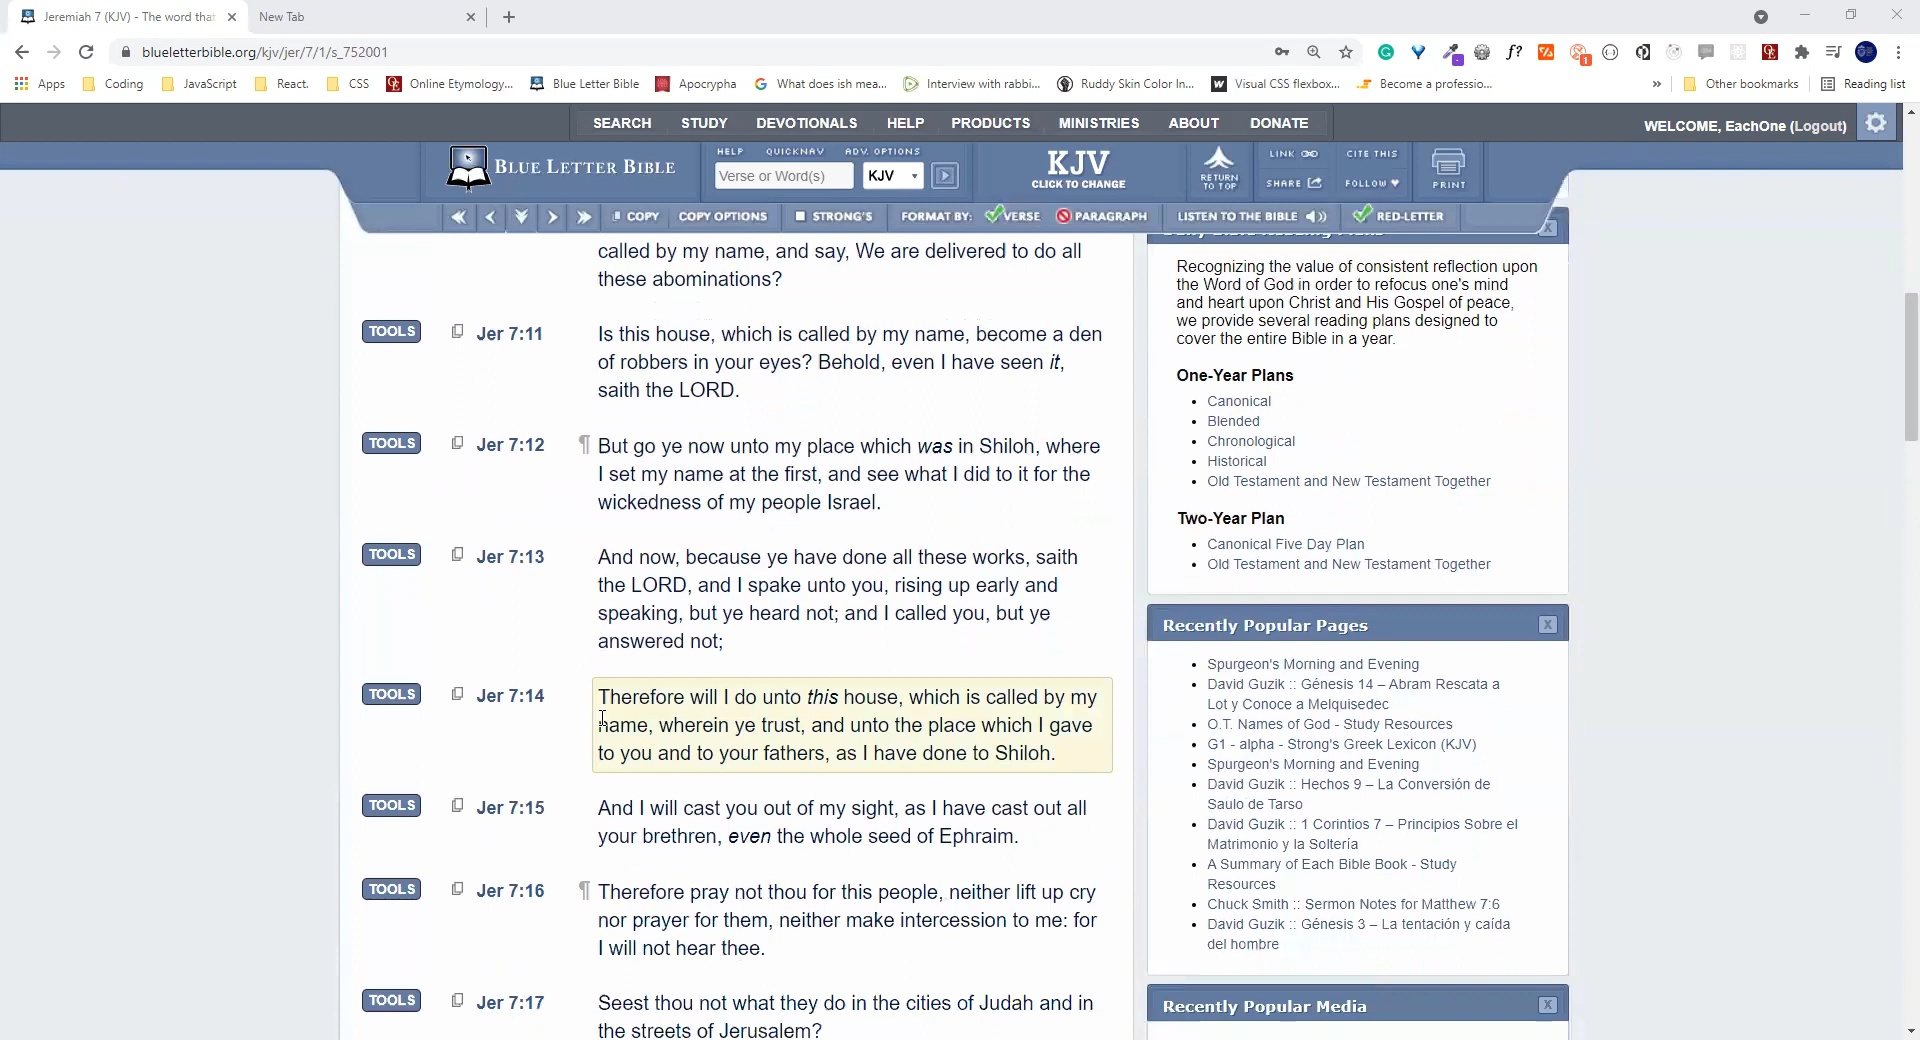 Jeremiah 7 (KJV) - The word that
New Tab
blueletterbible.org/kjv/jer/7/1/s_752001
Apps
Coding
JavaScript
React.
CSS
Online Etymology...
Blue Letter Bible
Apocrypha
What does ish mea...
Interview with rabbi...
Ruddy Skin Color In...
Visual CSS flexbox...
Become a professio...
Other bookmarks
Reading list
SEARCH
STUDY
DEVOTIONALS
HELP
PRODUCTS
MINISTRIES
ABOUT
DONATE
WELCOME, EachOne (Logout)
BLUE LETTER BIBLE
HELP
QUICKNAV
ADV. OPTIONS
Verse or Word(s)
KJV
KJV
CLICK TO CHANGE
RETURN
TO TOP
LINK
CITE THIS
SHARE
FOLLOW
PRINT
COPY
COPY OPTIONS
STRONG'S
FORMAT BY:
VERSE
PARAGRAPH
LISTEN TO THE BIBLE
RED-LETTER
called by my name, and say, We are delivered to do all
these abominations?
TOOLS
Jer 7:11
Is this house, which is called by my name, become a den
of robbers in your eyes? Behold, even I have seen it,
saith the LORD.
TOOLS
Jer 7:12
¶ But go ye now unto my place which was in Shiloh, where
I set my name at the first, and see what I did to it for the
wickedness of my people Israel.
TOOLS
Jer 7:13
And now, because ye have done all these works, saith
the LORD, and I spake unto you, rising up early and
speaking, but ye heard not; and I called you, but ye
answered not;
TOOLS
Jer 7:14
Therefore will I do unto this house, which is called by my
name, wherein ye trust, and unto the place which I gave
to you and to your fathers, as I have done to Shiloh.
TOOLS
Jer 7:15
And I will cast you out of my sight, as I have cast out all
your brethren, even the whole seed of Ephraim.
TOOLS
Jer 7:16
¶ Therefore pray not thou for this people, neither lift up cry
nor prayer for them, neither make intercession to me: for
I will not hear thee.
TOOLS
Jer 7:17
Seest thou not what they do in the cities of Judah and in
the streets of Jerusalem?
Recognizing the value of consistent reflection upon
the Word of God in order to refocus one's mind
and heart upon Christ and His Gospel of peace,
we provide several reading plans designed to
cover the entire Bible in a year.
One-Year Plans
Canonical
Blended
Chronological
Historical
Old Testament and New Testament Together
Two-Year Plan
Canonical Five Day Plan
Old Testament and New Testament Together
Recently Popular Pages
X
Spurgeon's Morning and Evening
David Guzik :: Génesis 14 – Abram Rescata a
Lot y Conoce a Melquisedec
O.T. Names of God - Study Resources
G1 - alpha - Strong's Greek Lexicon (KJV)
Spurgeon's Morning and Evening
David Guzik :: Hechos 9 – La Conversión de
Saulo de Tarso
David Guzik :: 1 Corintios 7 – Principios Sobre el
Matrimonio y la Soltería
A Summary of Each Bible Book - Study
Resources
Chuck Smith :: Sermon Notes for Matthew 7:6
David Guzik :: Génesis 3 – La tentación y caída
del hombre
Recently Popular Media
X